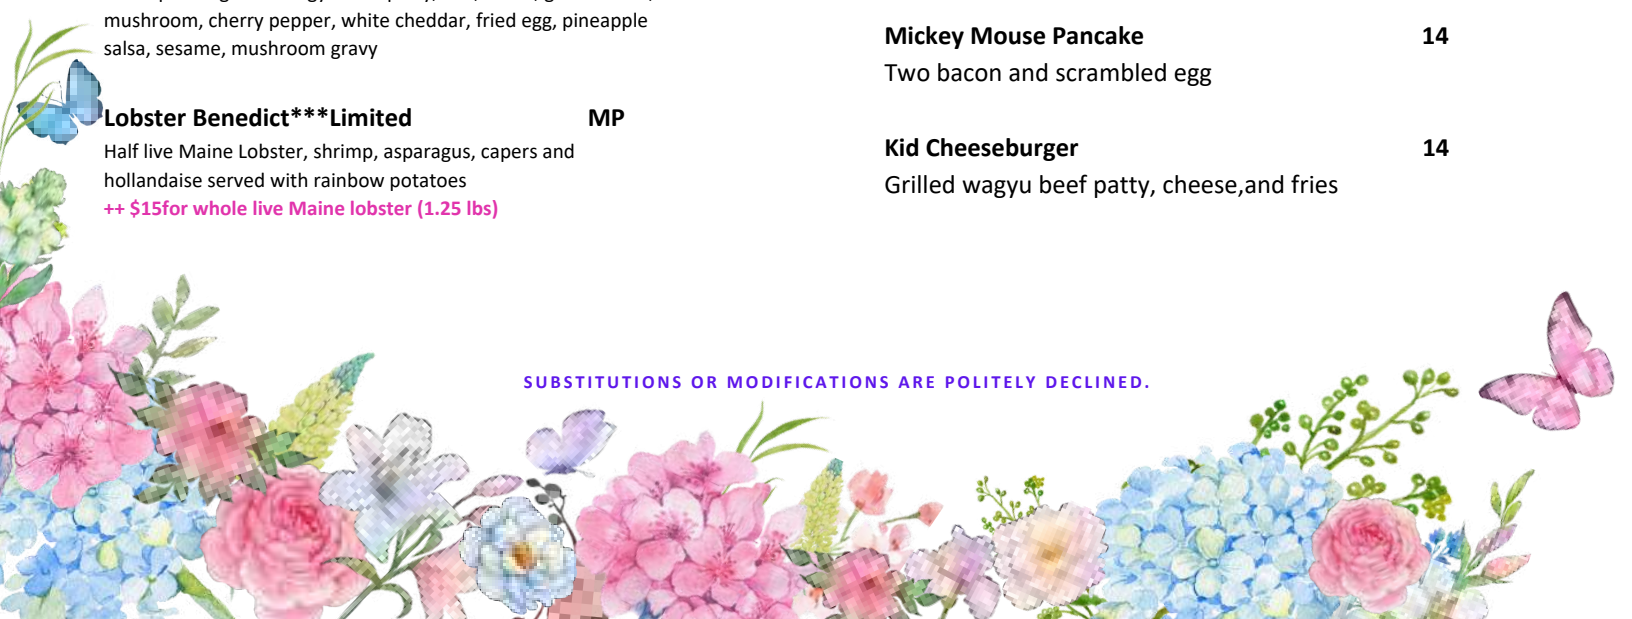 mushroom, cherry pepper, white cheddar, fried egg, pineapple
salsa, sesame, mushroom gravy
Lobster Benedict***Limited MP
Half live Maine Lobster, shrimp, asparagus, capers and
hollandaise served with rainbow potatoes
++ $15for whole live Maine lobster (1.25 lbs)
Mickey Mouse Pancake 14
Two bacon and scrambled egg
Kid Cheeseburger 14
Grilled wagyu beef patty, cheese,and fries
SUBSTITUTIONS OR MODIFICATIONS ARE POLITELY DECLINED.